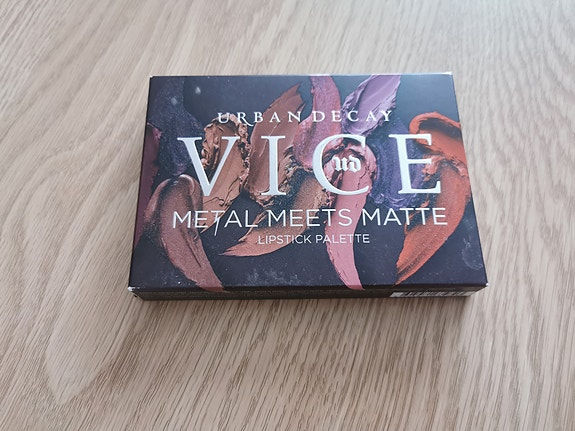 URBAN DECAY
VICE
UD
METAL MEETS MATTE
LIPSTICK PALETTE